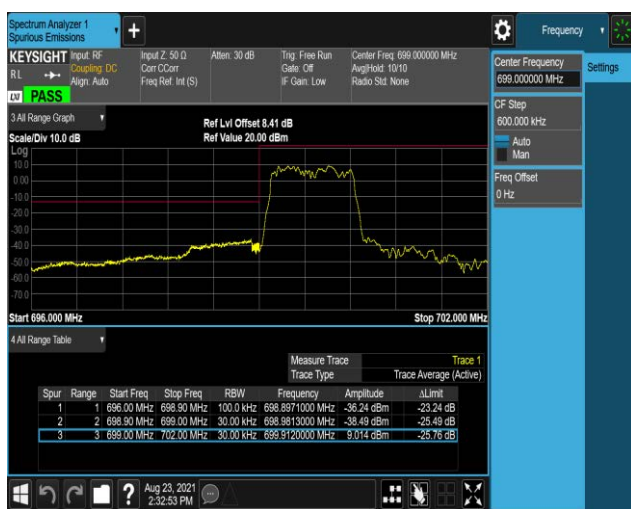 Spectrum Analyzer 1
Spurious Emissions
+
Frequency
KEYSIGHT Input: RF Input Z: 50 Ω Atten: 30 dB Trig: Free Run Center Freq: 699.000000 MHz
RL Coupling: DC Corr CCorr Gate: Off Avg|Hold: 10/10
Align: Auto Freq Ref: Int (S) IF Gain: Low Radio Std: None
LXI PASS
Center Frequency
699.000000 MHz
Settings
CF Step
600.000 kHz
Auto
Man
Freq Offset
0 Hz
3 All Range Graph
Ref Lvl Offset 8.41 dB
Scale/Div 10.0 dB Ref Value 20.00 dBm
Log
10.0
0.00
-10.0
-20.0
-30.0
-40.0
-50.0
-60.0
-70.0
Start 696.000 MHz Stop 702.000 MHz
4 All Range Table
Measure Trace Trace 1
Trace Type Trace Average (Active)
Spur Range Start Freq Stop Freq RBW Frequency Amplitude ΔLimit
1 1 696.00 MHz 698.90 MHz 100.0 kHz 698.8971000 MHz -36.24 dBm -23.24 dB
2 2 698.90 MHz 699.00 MHz 30.00 kHz 698.9813000 MHz -38.49 dBm -25.49 dB
3 3 699.00 MHz 702.00 MHz 30.00 kHz 699.9120000 MHz 9.014 dBm -25.76 dB
? Aug 23, 2021
2:32:53 PM